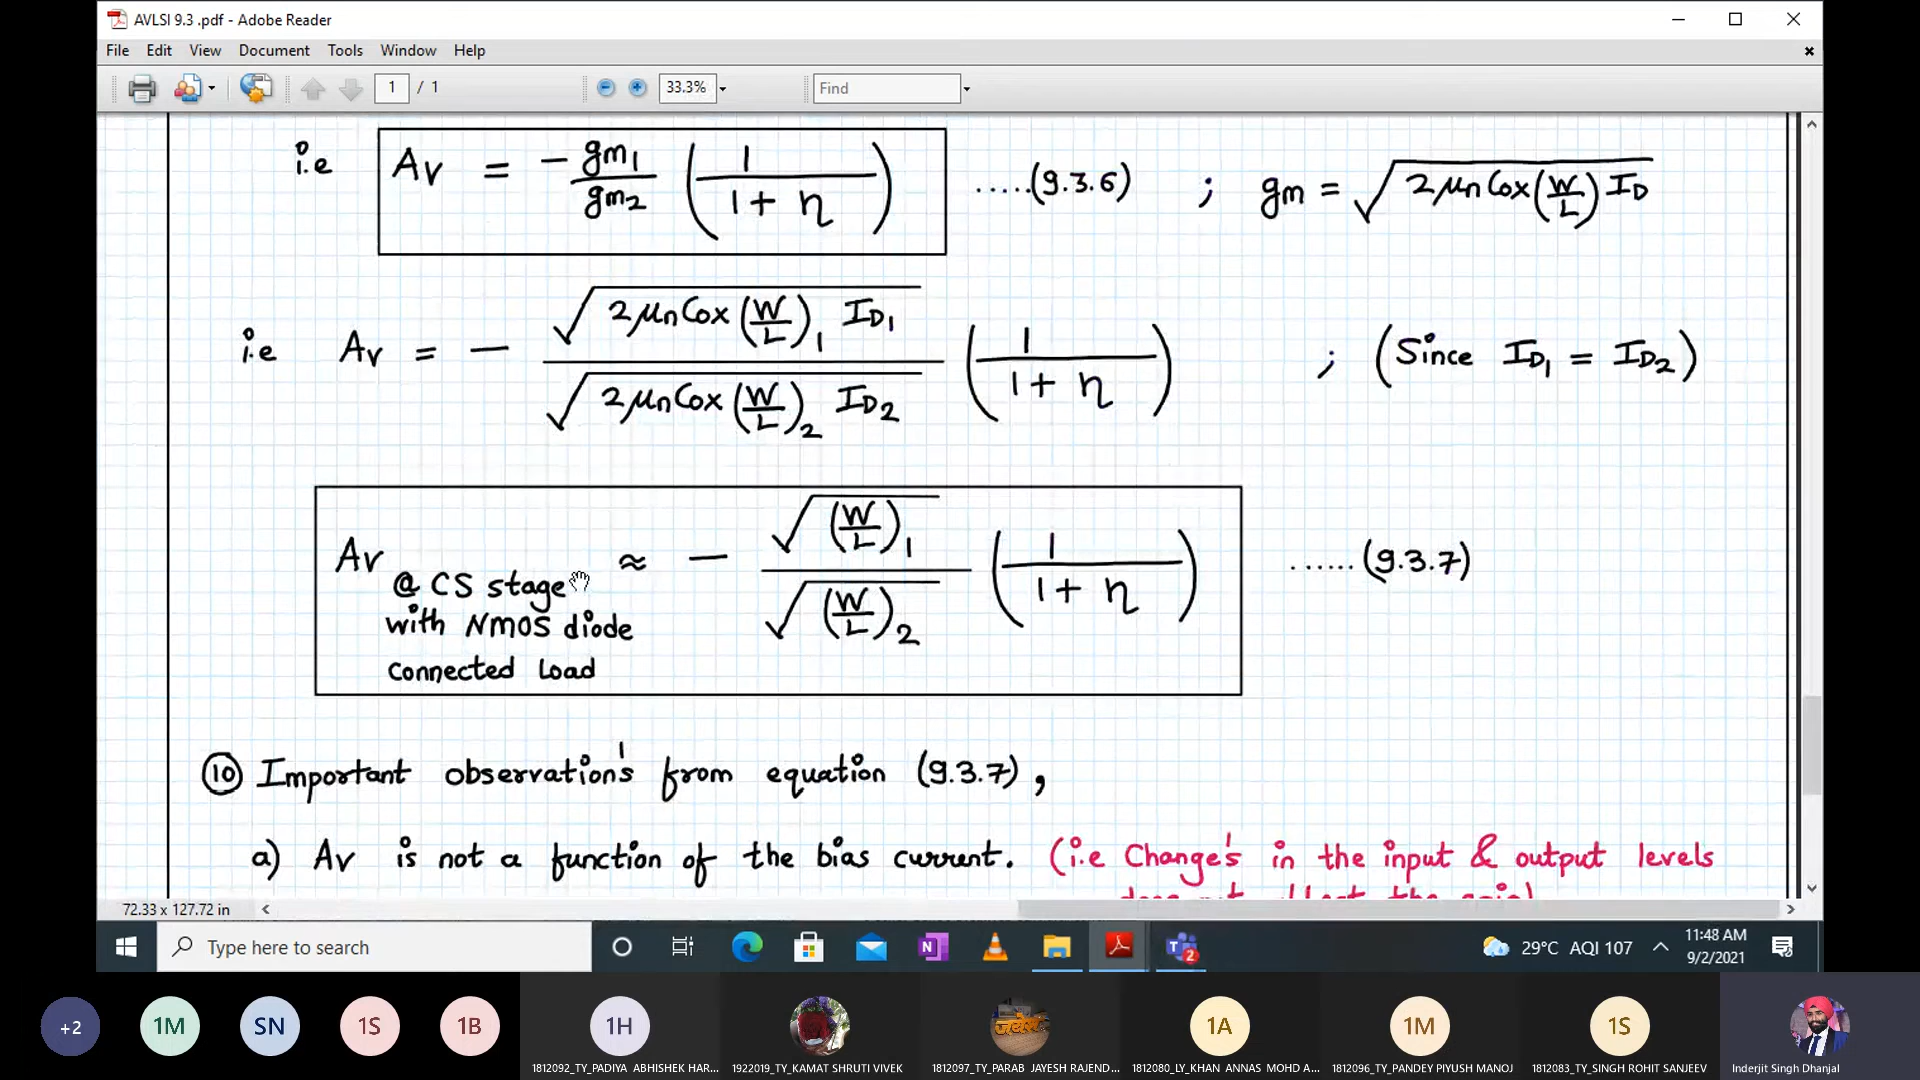 AVLSI 9.3 .pdf - Adobe Reader
File Edit View Document Tools Window Help
1 / 1 33.3% Find
i.e Av = - gm1/gm2 (1/(1 + η)) .....(9.3.6) ; gm = √(2μnCox(W/L) ID)
i.e Av = - √(2μnCox(W/L)1 ID1) / √(2μnCox(W/L)2 ID2) (1/(1 + η)) ; (Since ID1 = ID2)
Av @ CS stage with NMOS diode connected load ≈ - √(W/L)1 / √(W/L)2 (1/(1 + η)) ......(9.3.7)
⑩ Important observation's from equation (9.3.7),
a) Av is not a function of the bias current. (i.e Change's in the input & output levels
72.33 x 127.72 in
Type here to search
2
29°C AQI 107
11:48 AM
9/2/2021
+2 1M SN 1S 1B 1H 1A 1M 1S
1812092_TY_PADIYA ABHISHEK HAR... 1922019_TY_KAMAT SHRUTI VIVEK 1812097_TY_PARAB JAYESH RAJEND... 1812080_LY_KHAN ANNAS MOHD A... 1812096_TY_PANDEY PIYUSH MANOJ 1812083_TY_SINGH ROHIT SANJEEV Inderjit Singh Dhanjal